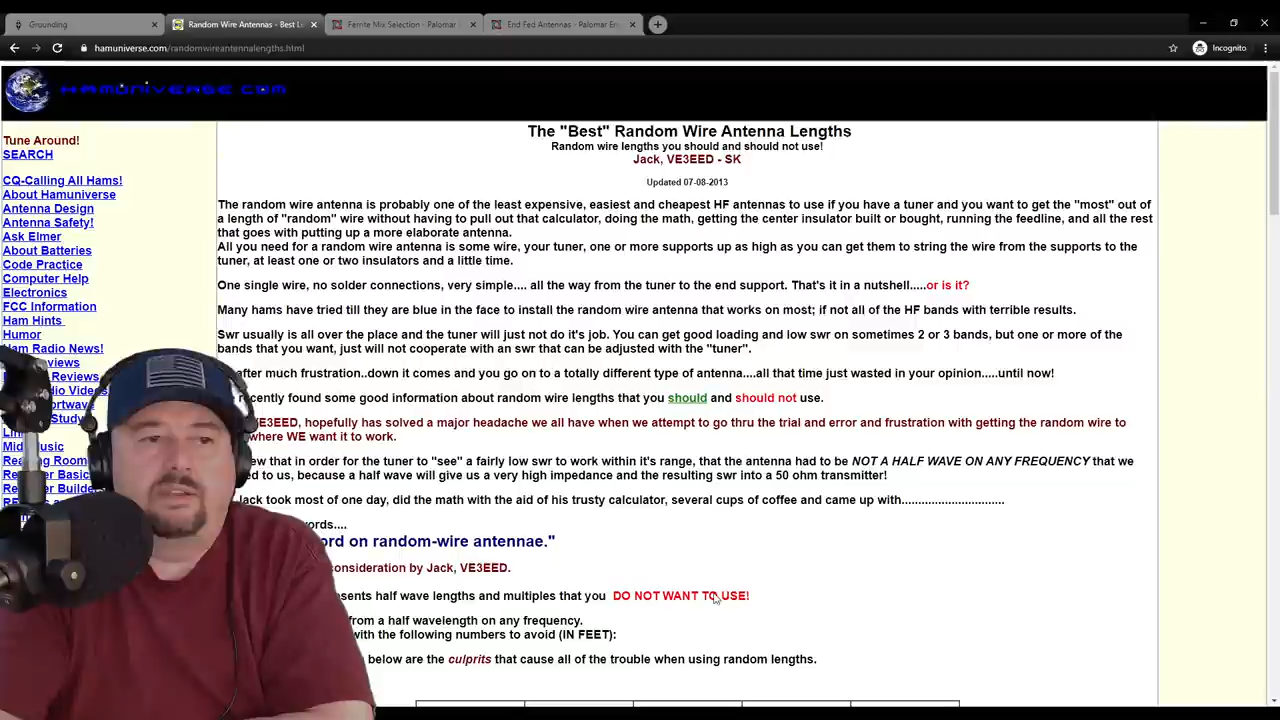 Grounding
Random Wire Antennas - Best L
Ferrite Mix Selection - Palomar
End Fed Antennas - Palomar En
hamuniverse.com/randomwireantennalengths.html
Incognito
HAMUNIVERSE.COM
Tune Around!
SEARCH
CQ-Calling All Hams!
About Hamuniverse
Antenna Design
Antenna Safety!
Ask Elmer
About Batteries
Code Practice
Computer Help
Electronics
FCC Information
Ham Hints
Humor
Ham Radio News!
Reviews
Reviews
dio Videos
ortwave
Study
Lin
Mid Music
Reading Room
Repeater Basics
Repeater Builders
The "Best" Random Wire Antenna Lengths
Random wire lengths you should and should not use!
Jack, VE3EED - SK
Updated 07-08-2013
The random wire antenna is probably one of the least expensive, easiest and cheapest HF antennas to use if you have a tuner and you want to get the "most" out of
a length of "random" wire without having to pull out that calculator, doing the math, getting the center insulator built or bought, running the feedline, and all the rest
that goes with putting up a more elaborate antenna.
All you need for a random wire antenna is some wire, your tuner, one or more supports up as high as you can get them to string the wire from the supports to the
tuner, at least one or two insulators and a little time.
One single wire, no solder connections, very simple.... all the way from the tuner to the end support. That's it in a nutshell.....or is it?
Many hams have tried till they are blue in the face to install the random wire antenna that works on most; if not all of the HF bands with terrible results.
Swr usually is all over the place and the tuner will just not do it's job. You can get good loading and low swr on sometimes 2 or 3 bands, but one or more of the
bands that you want, just will not cooperate with an swr that can be adjusted with the "tuner".
after much frustration..down it comes and you go on to a totally different type of antenna....all that time just wasted in your opinion.....until now!
recently found some good information about random wire lengths that you should and should not use.
VE3EED, hopefully has solved a major headache we all have when we attempt to go thru the trial and error and frustration with getting the random wire to
where WE want it to work.
ew that in order for the tuner to "see" a fairly low swr to work within it's range, that the antenna had to be NOT A HALF WAVE ON ANY FREQUENCY that we
ed to us, because a half wave will give us a very high impedance and the resulting swr into a 50 ohm transmitter!
Jack took most of one day, did the math with the aid of his trusty calculator, several cups of coffee and came up with..............................
ords....
ord on random-wire antennae."
onsideration by Jack, VE3EED.
esents half wave lengths and multiples that you DO NOT WANT TO USE!
from a half wavelength on any frequency.
with the following numbers to avoid (IN FEET):
below are the culprits that cause all of the trouble when using random lengths.